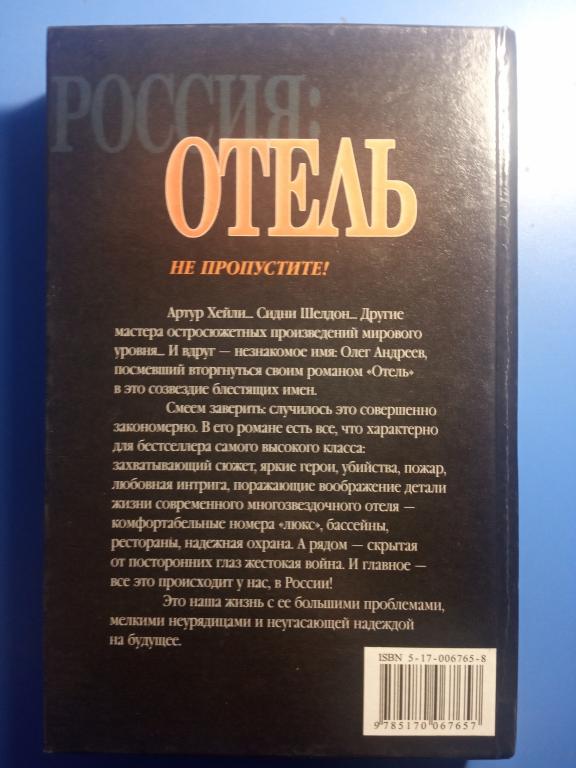 РОССИЯ:
ОТЕЛЬ
НЕ ПРОПУСТИТЕ!
Артур Хейли... Сидни Шелдон... Другие
мастера остросюжетных произведений мирового
уровня... И вдруг — незнакомое имя: Олег Андреев,
посмевший вторгнуться своим романом «Отель»
в это созвездие блестящих имен.
Смеем заверить: случилось это совершенно
закономерно. В его романе есть все, что характерно
для бестселлера самого высокого класса:
захватывающий сюжет, яркие герои, убийства, пожар,
любовная интрига, поражающие воображение детали
жизни современного многозвездочного отеля —
комфортабельные номера «люкс», бассейны,
рестораны, надежная охрана. А рядом — скрытая
от посторонних глаз жестокая война. И главное —
все это происходит у нас, в России!
Это наша жизнь с ее большими проблемами,
мелкими неурядицами и неугасающей надеждой
на будущее.
ISBN 5-17-006765-8
9785170067657